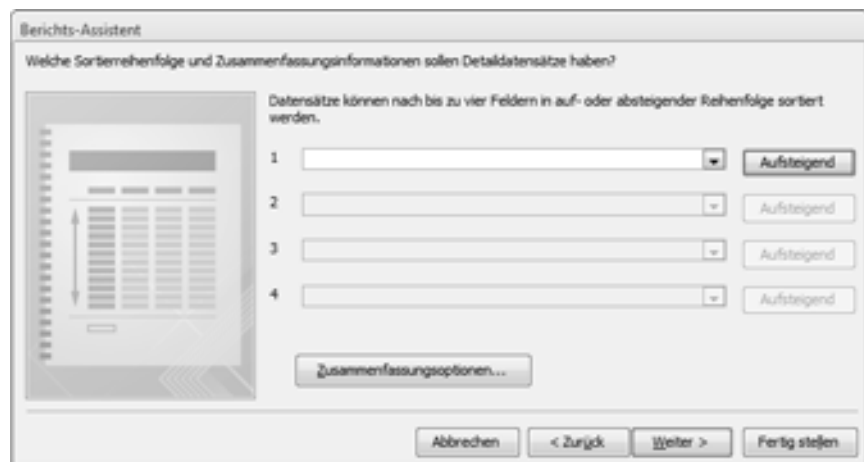 Berichts-Assistent
Welche Sortierreihenfolge und Zusammenfassungsinformationen sollen Detaildatensätze haben?
Datensätze können nach bis zu vier Feldern in auf- oder absteigender Reihenfolge sortiert
werden.
1 Aufsteigend
2 Aufsteigend
3 Aufsteigend
4 Aufsteigend
Zusammenfassungsoptionen...
Abbrechen < Zurück Weiter > Fertig stellen